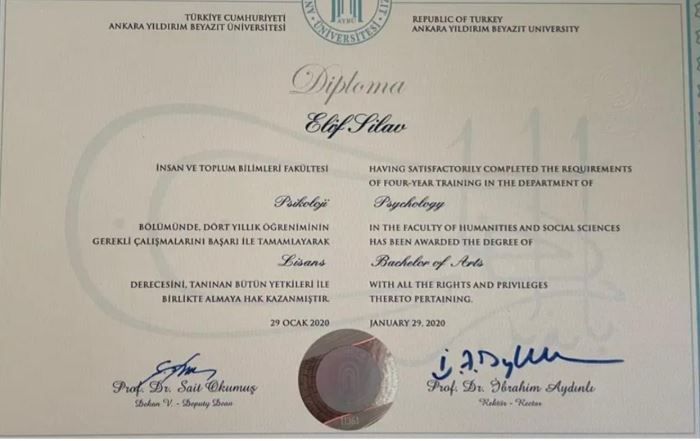 TÜRKİYE CUMHURİYETİ
ANKARA YILDIRIM BEYAZIT ÜNİVERSİTESİ
REPUBLIC OF TURKEY
ANKARA YILDIRIM BEYAZIT UNIVERSITY
AYBÜ
ÜNİVERSİTESİ
Diploma
Elif Silav
İNSAN VE TOPLUM BİLİMLERİ FAKÜLTESİ
Psikoloji
BÖLÜMÜNDE, DÖRT YILLIK ÖĞRENİMİNİN
GEREKLİ ÇALIŞMALARINI BAŞARI İLE TAMAMLAYARAK
Lisans
DERECESİNİ, TANINAN BÜTÜN YETKİLERİ İLE
BİRLİKTE ALMAYA HAK KAZANMIŞTIR.
29 OCAK 2020
HAVING SATISFACTORILY COMPLETED THE REQUIREMENTS
OF FOUR-YEAR TRAINING IN THE DEPARTMENT OF
Psychology
IN THE FACULTY OF HUMANITIES AND SOCIAL SCIENCES
HAS BEEN AWARDED THE DEGREE OF
Bachelor of Arts
WITH ALL THE RIGHTS AND PRIVILEGES
THERETO PERTAINING.
JANUARY 29, 2020
Prof. Dr. Sait Okumuş
Dekan V. - Deputy Dean
Prof. Dr. İbrahim Aydınlı
Rektör - Rector